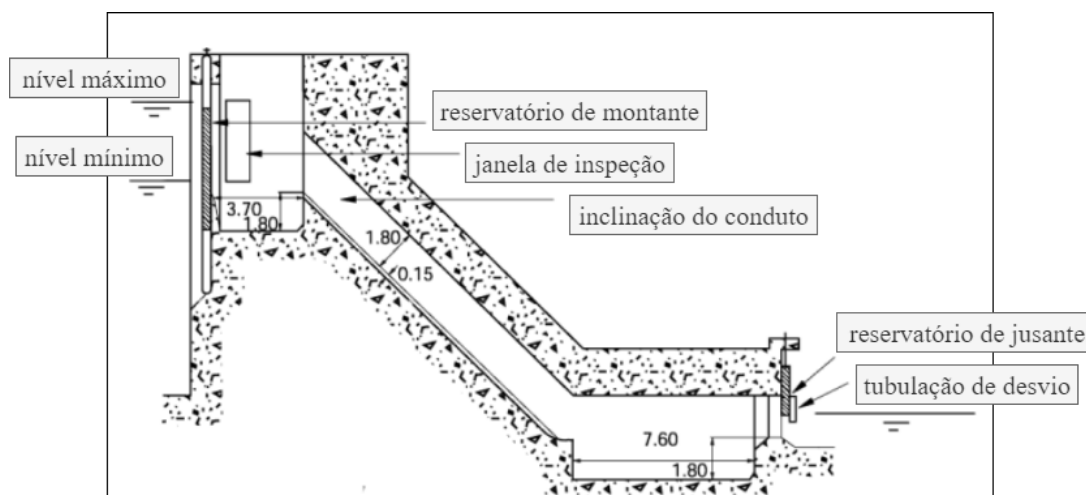 nível máximo
reservatório de montante
nível mínimo
janela de inspeção
3.70
1.80
inclinação do conduto
1.80
0.15
reservatório de jusante
tubulação de desvio
7.60
1.80